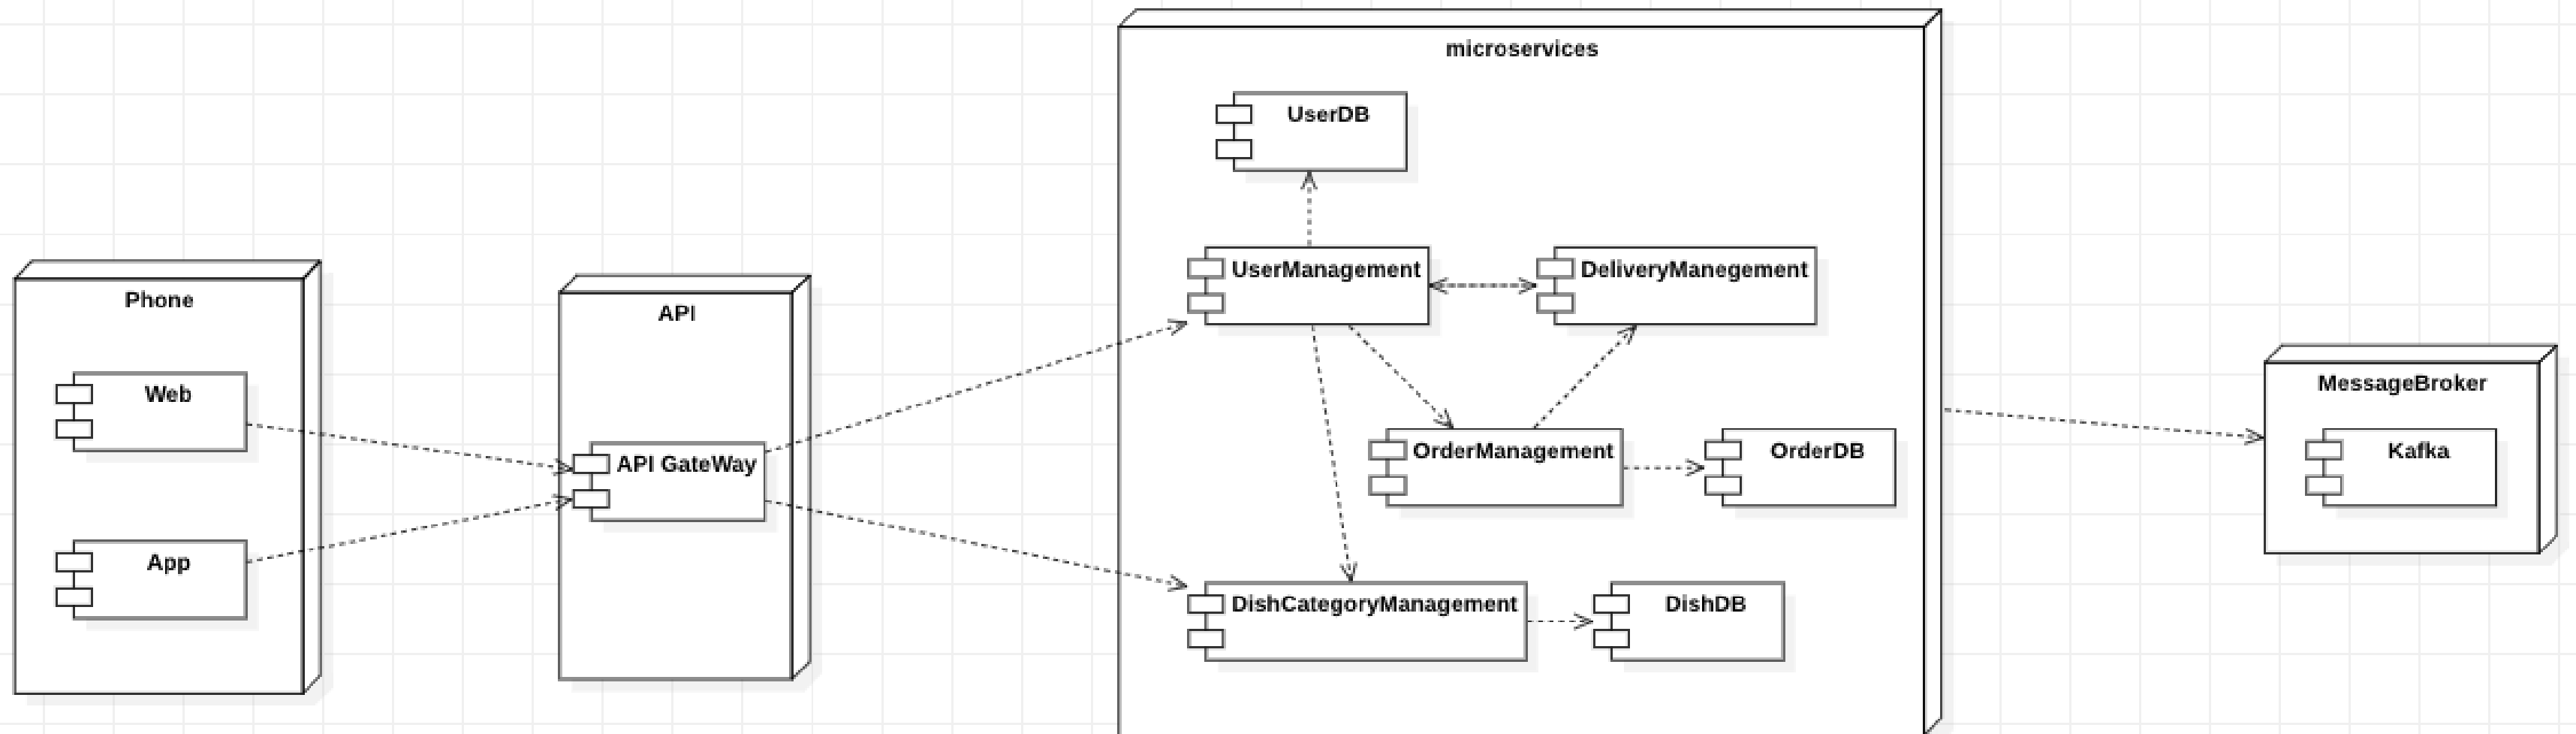 microservices
UserDB
UserManagement
DeliveryManegement
Phone
API
Web
API GateWay
App
OrderManagement
OrderDB
DishCategoryManagement
DishDB
MessageBroker
Kafka